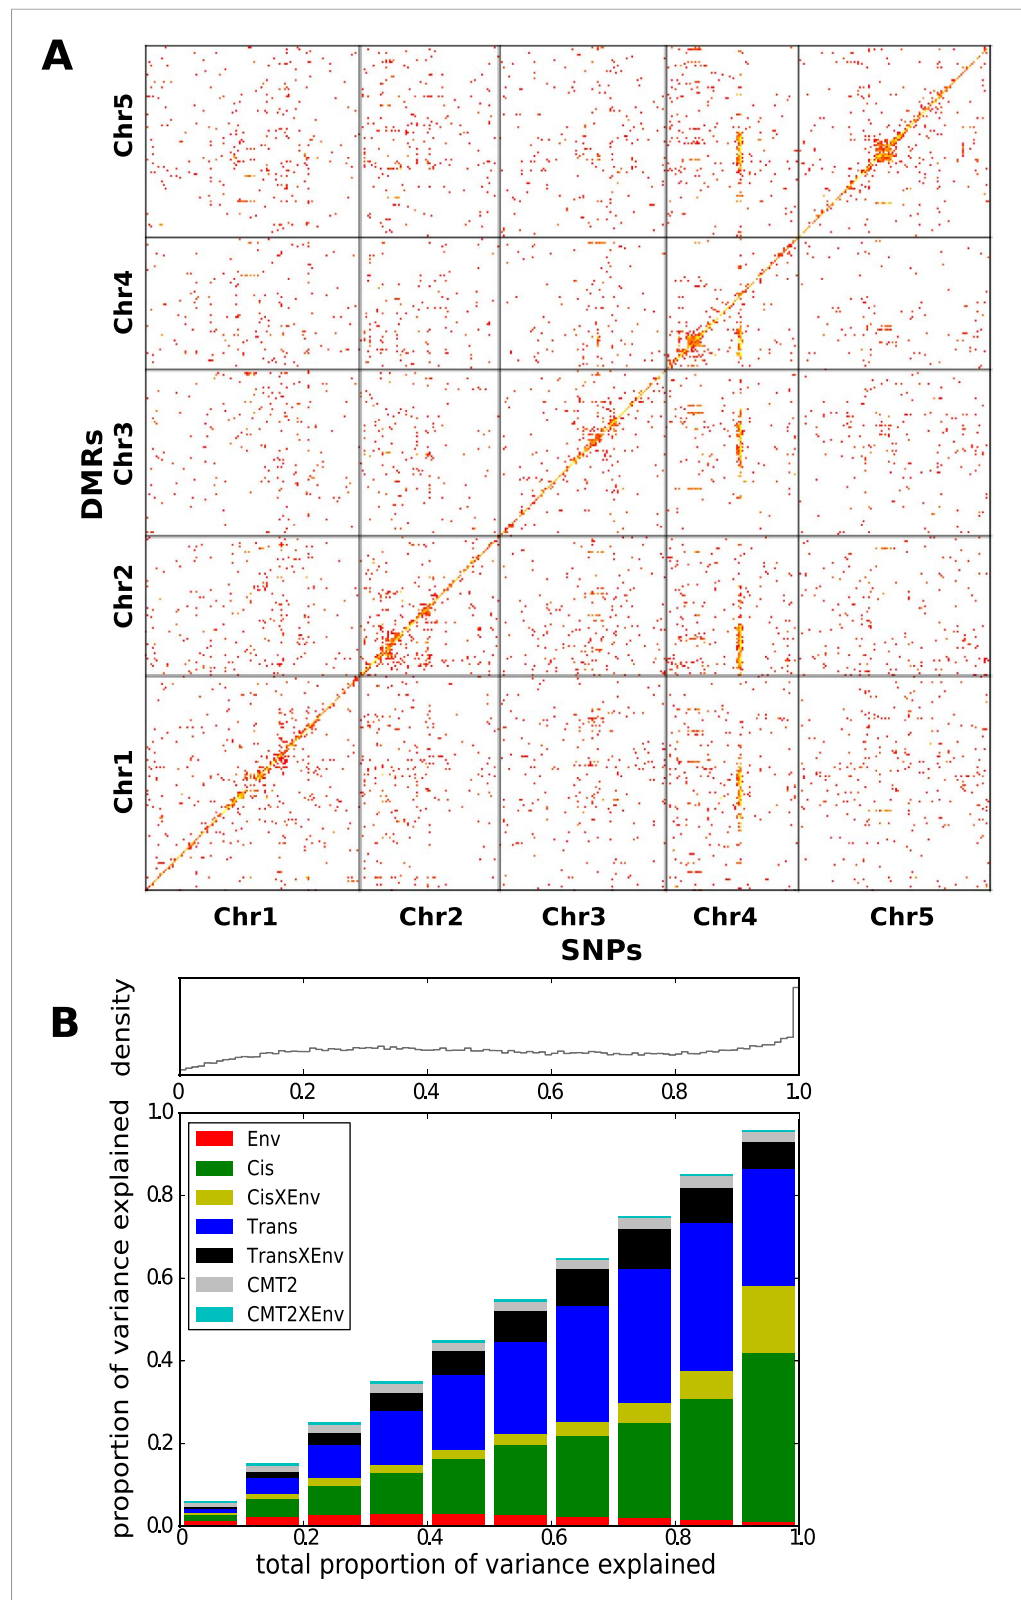 A
Chr5
Chr4
Chr3
Chr2
Chr1
DMRs
Chr1 Chr2 Chr3 Chr4 Chr5
SNPs
B
density
0 0.2 0.4 0.6 0.8 1.0
proportion of variance explained
1.0
0.8
0.6
0.4
0.2
0.0
Env
Cis
CisXEnv
Trans
TransXEnv
CMT2
CMT2XEnv
0 0.2 0.4 0.6 0.8 1.0
total proportion of variance explained